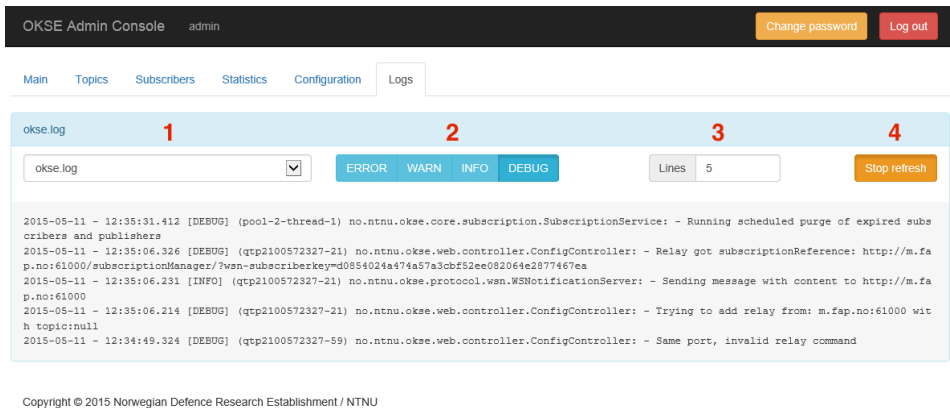 OKSE Admin Console admin Change password Log out
Main Topics Subscribers Statistics Configuration Logs
okse.log 1 2 3 4
okse.log ERROR WARN INFO DEBUG Lines 5 Stop refresh
2015-05-11 - 12:35:31.412 [DEBUG] (pool-2-thread-1) no.ntnu.okse.core.subscription.SubscriptionService: - Running scheduled purge of expired subs
cribers and publishers
2015-05-11 - 12:35:06.326 [DEBUG] (qtp2100572327-21) no.ntnu.okse.web.controller.ConfigController: - Relay got subscriptionReference: http://m.fa
p.no:61000/subscriptionManager/?wsn-subscriberkey=d0854024a474a57a3cbf52ee082064e2877467ea
2015-05-11 - 12:35:06.231 [INFO] (qtp2100572327-21) no.ntnu.okse.protocol.wsn.WSNotificationServer: - Sending message with content to http://m.fa
p.no:61000
2015-05-11 - 12:35:06.214 [DEBUG] (qtp2100572327-21) no.ntnu.okse.web.controller.ConfigController: - Trying to add relay from: m.fap.no:61000 wit
h topic:null
2015-05-11 - 12:34:49.324 [DEBUG] (qtp2100572327-59) no.ntnu.okse.web.controller.ConfigController: - Same port, invalid relay command
Copyright © 2015 Norwegian Defence Research Establishment / NTNU